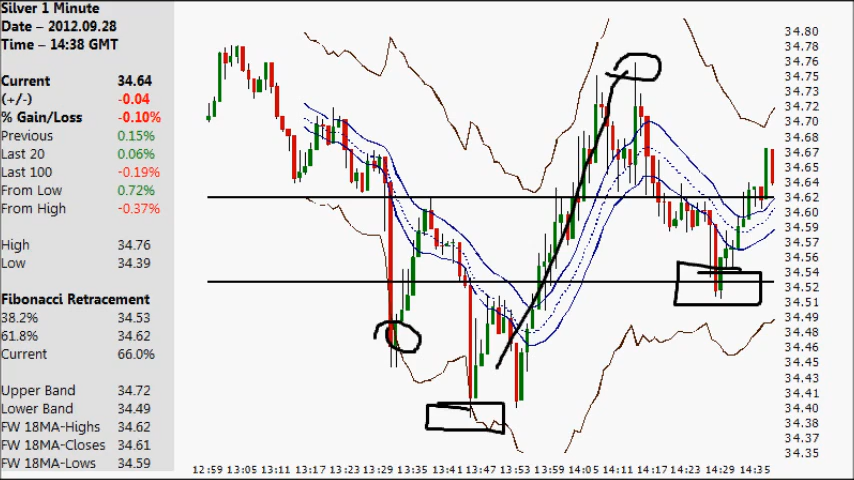 Silver 1 Minute
Date – 2012.09.28
Time – 14:38 GMT
Current 34.64
(+/-) -0.04
% Gain/Loss -0.10%
Previous 0.15%
Last 20 0.06%
Last 100 -0.19%
From Low 0.72%
From High -0.37%
High 34.76
Low 34.39
Fibonacci Retracement
38.2% 34.53
61.8% 34.62
Current 66.0%
Upper Band 34.72
Lower Band 34.49
FW 18MA-Highs 34.62
FW 18MA-Closes 34.61
FW 18MA-Lows 34.59
34.80
34.78
34.76
34.75
34.73
34.72
34.70
34.68
34.67
34.65
34.64
34.62
34.60
34.59
34.57
34.56
34.54
34.52
34.51
34.49
34.48
34.46
34.45
34.43
34.41
34.40
34.38
34.37
34.35
12:59 13:05 13:11 13:17 13:23 13:29 13:35 13:41 13:47 13:53 13:59 14:05 14:11 14:17 14:23 14:29 14:35